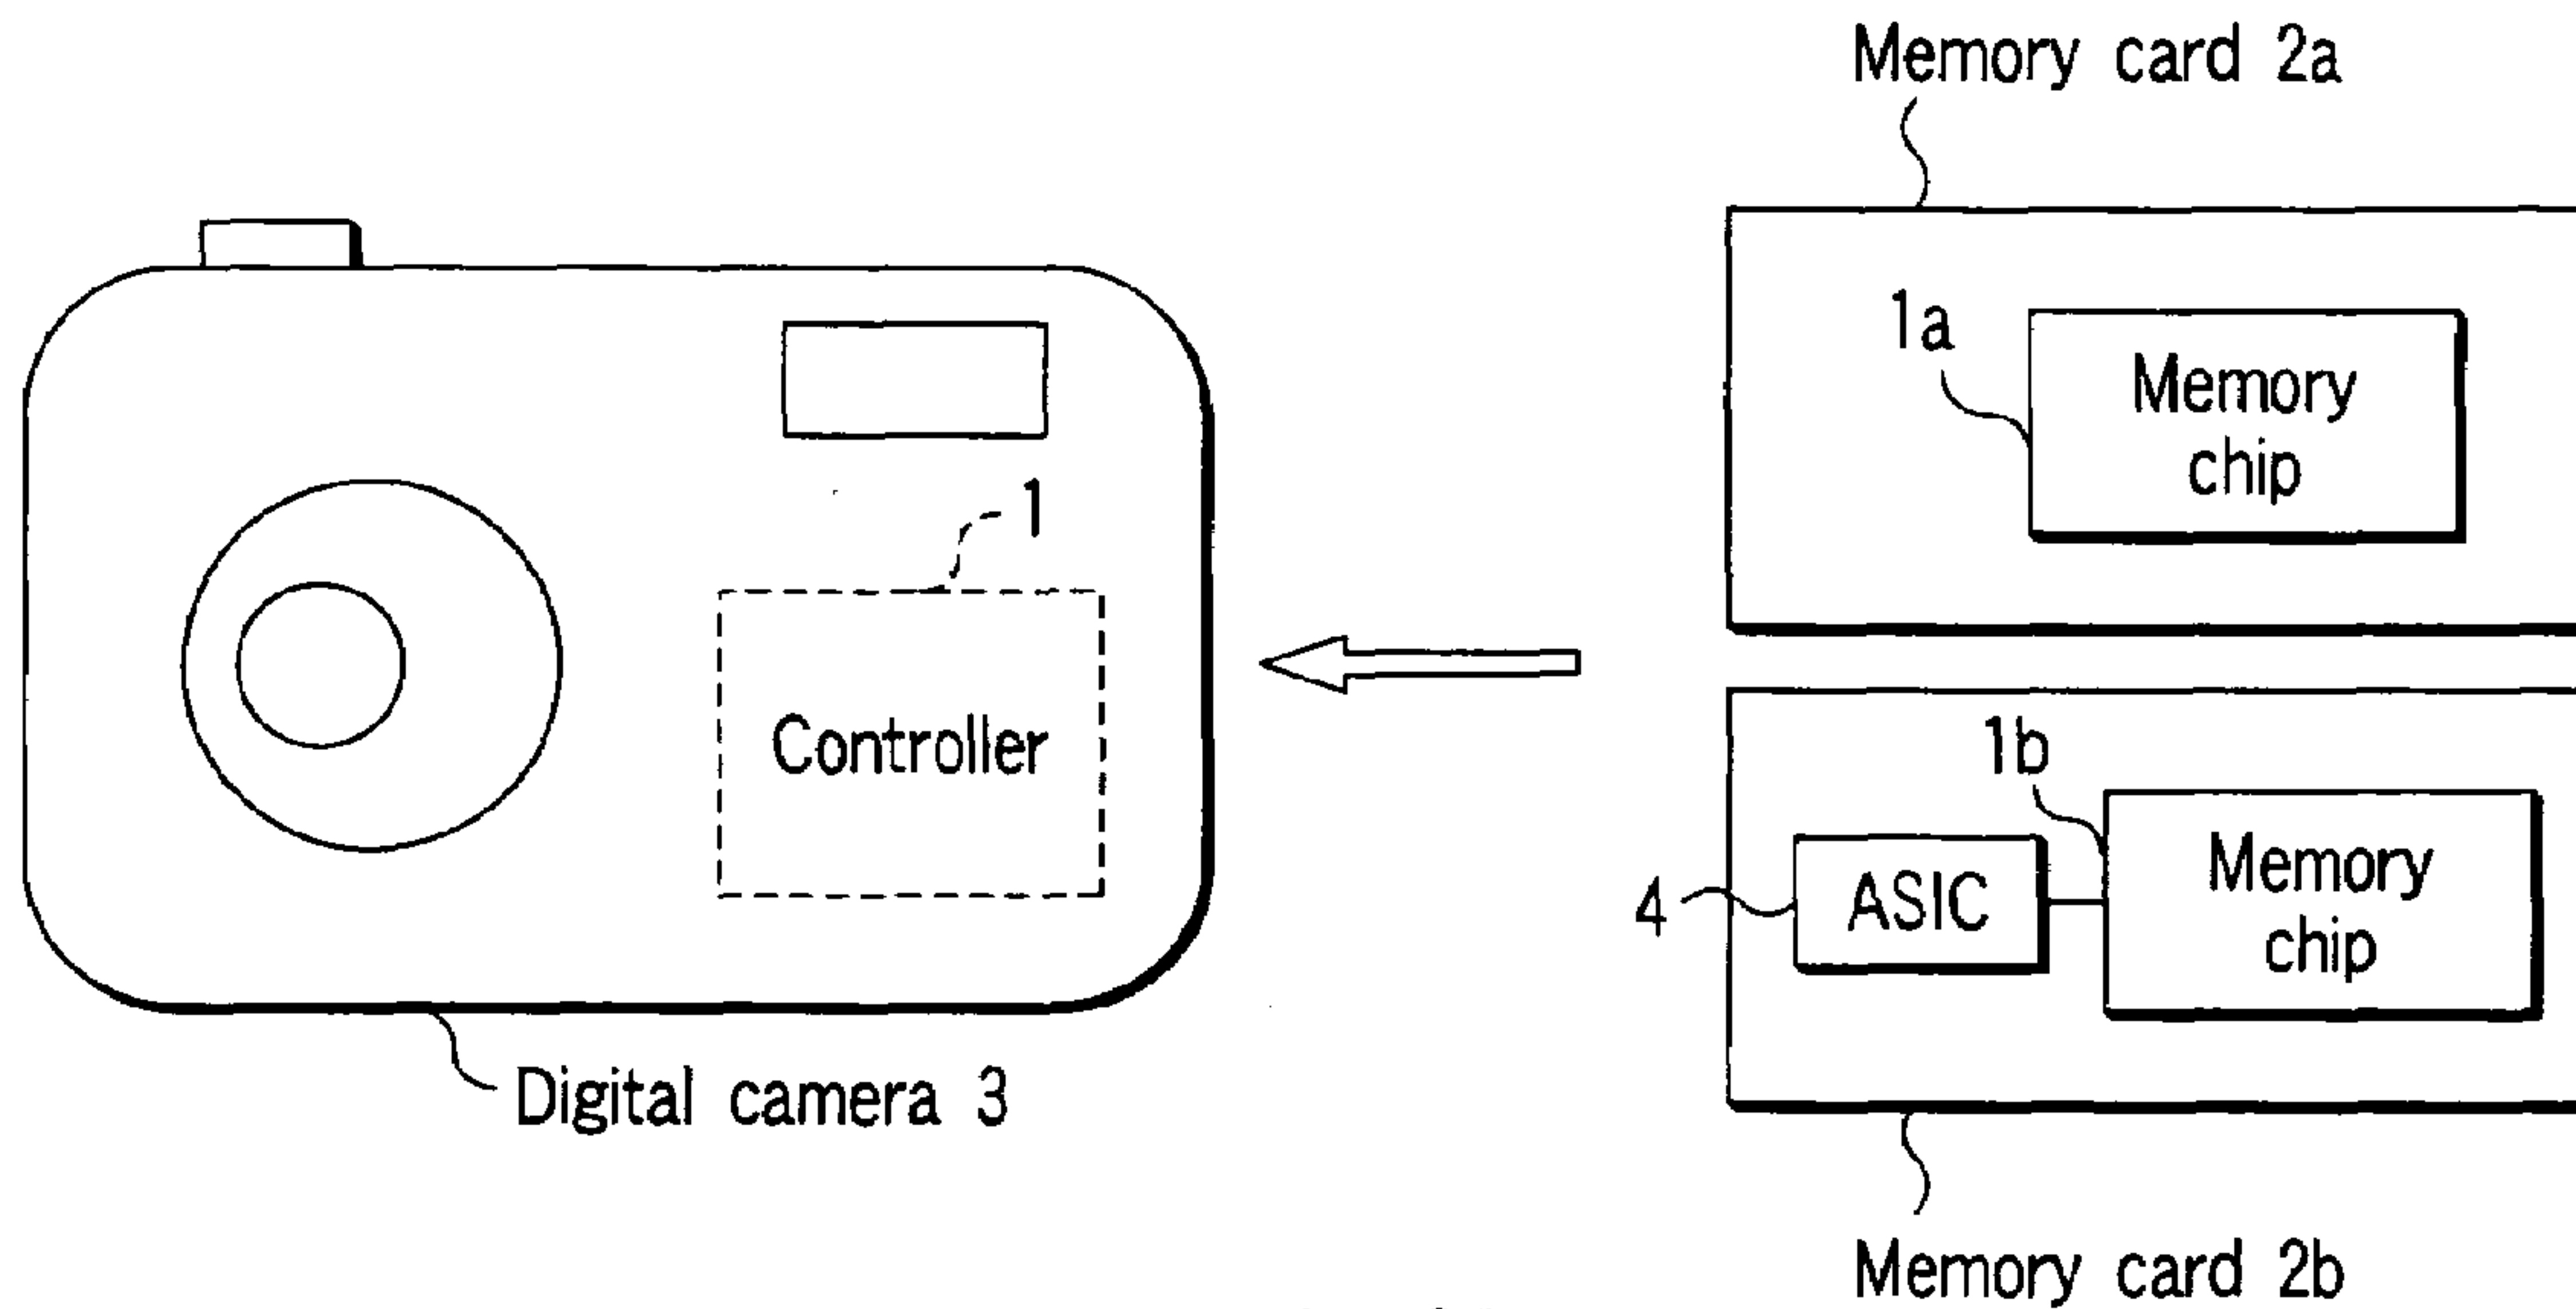 Memory card 2a
1a
Memory
chip
1
Controller
1b
4
ASIC
Memory
chip
Digital camera 3
Memory card 2b